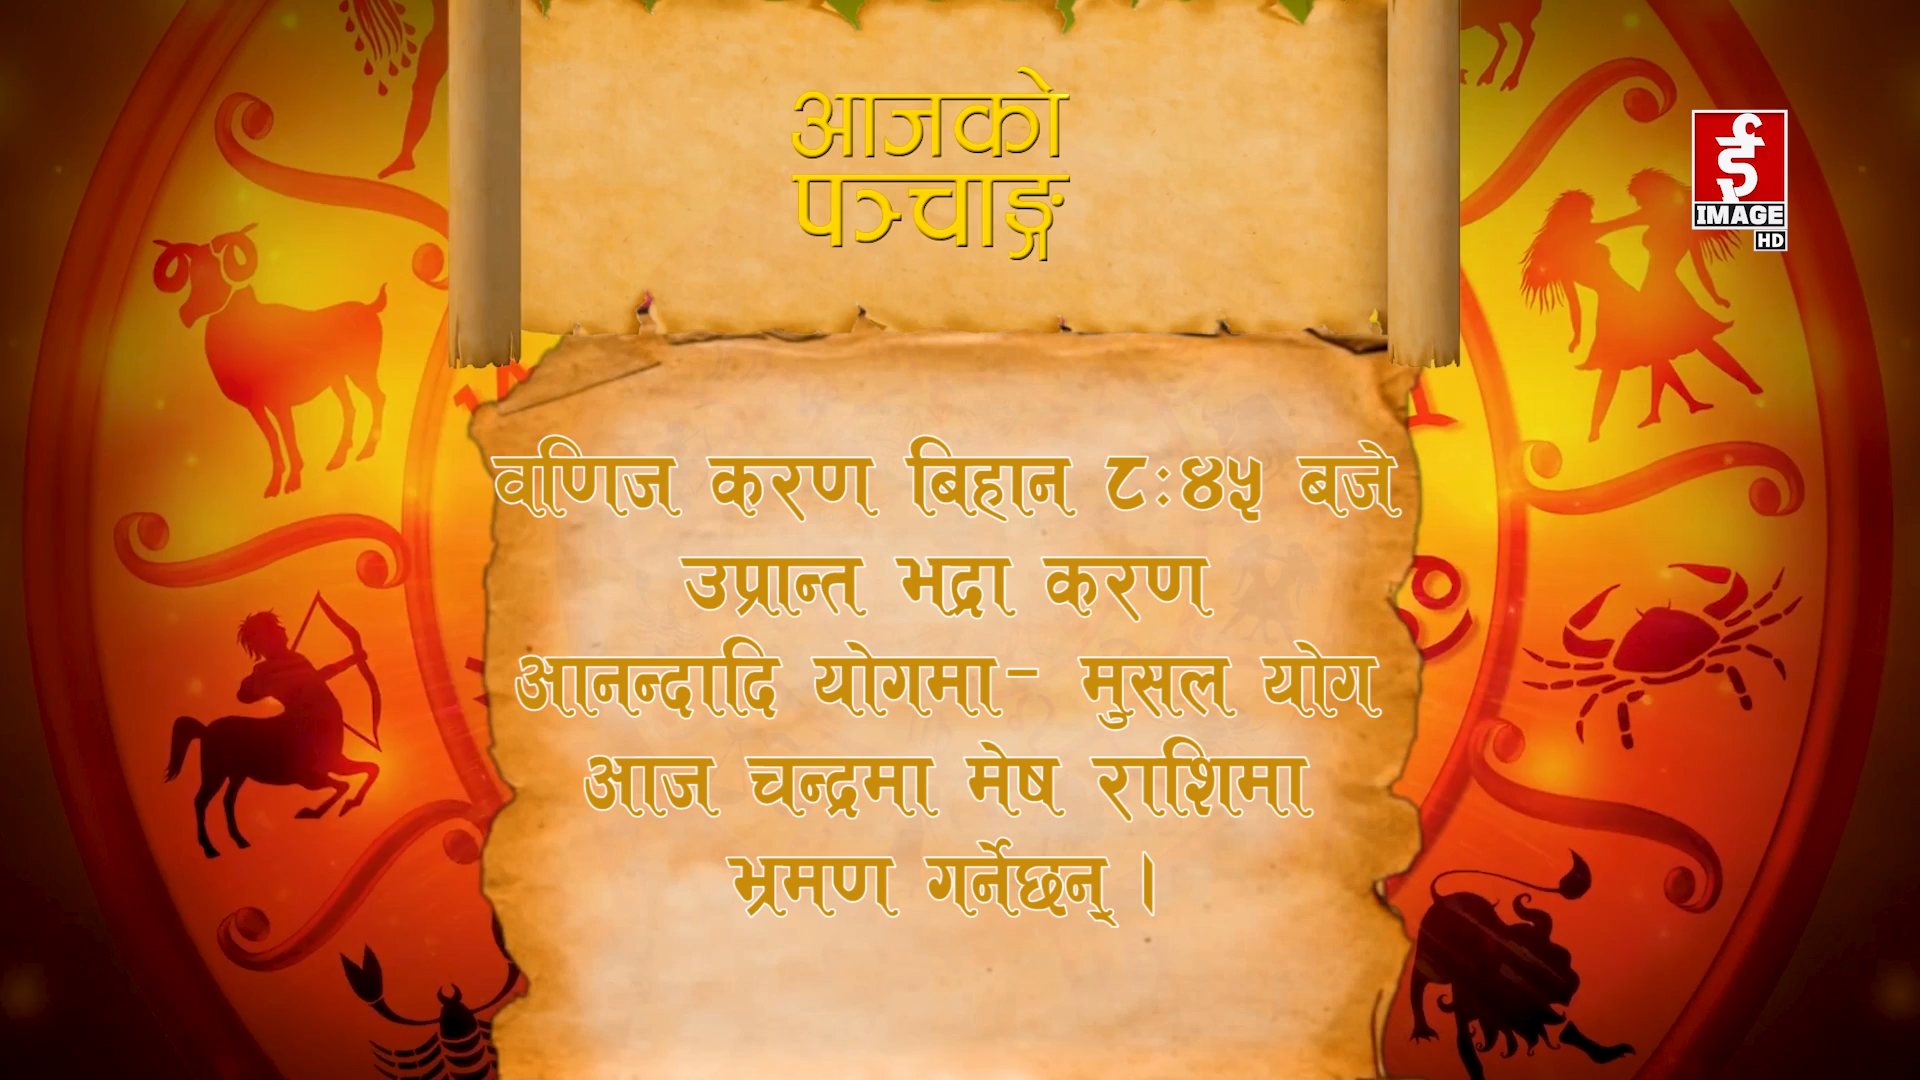 आजको
पञ्चाङ्ग
IMAGE
HD
वणिज करण बिहान ८:४५ बजे
उप्रान्त भद्रा करण
आनन्दादि योगमा- मुसल योग
आज चन्द्रमा मेष राशिमा
भ्रमण गर्नेछन् ।